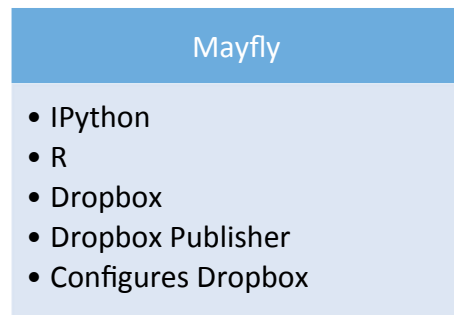 Mayfly
• IPython
• R
• Dropbox
• Dropbox Publisher
• Configures Dropbox